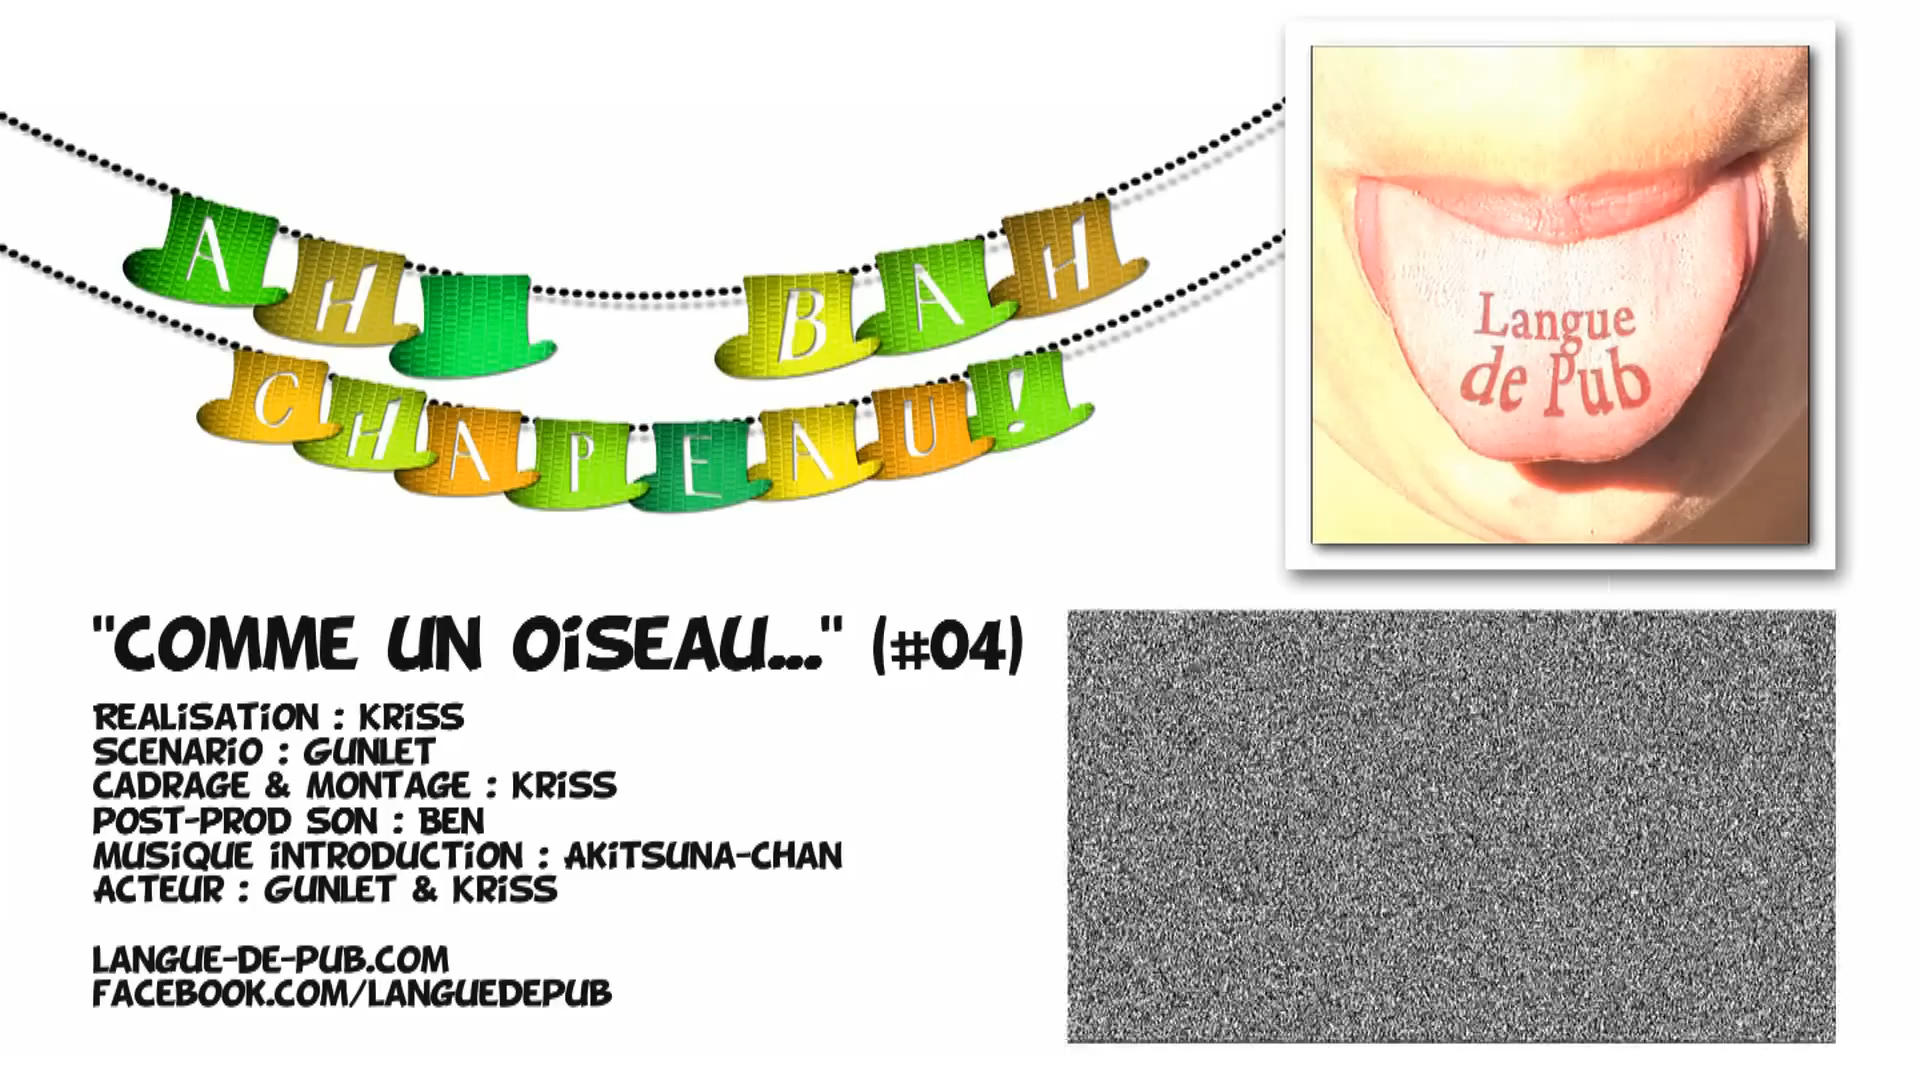 AH BAH
CHAPEAU!
Langue
de Pub
"COMME UN OiSEAU..." (#04)
REALiSATiON : KRiSS
SCENARiO : GUNLET
CADRAGE & MONTAGE : KRiSS
POST-PROD SON : BEN
MUSiQUE iNTRODUCTiON : AKiTSUNA-CHAN
ACTEUR : GUNLET & KRiSS
LANGUE-DE-PUB.COM
FACEBOOK.COM/LANGUEDEPUB